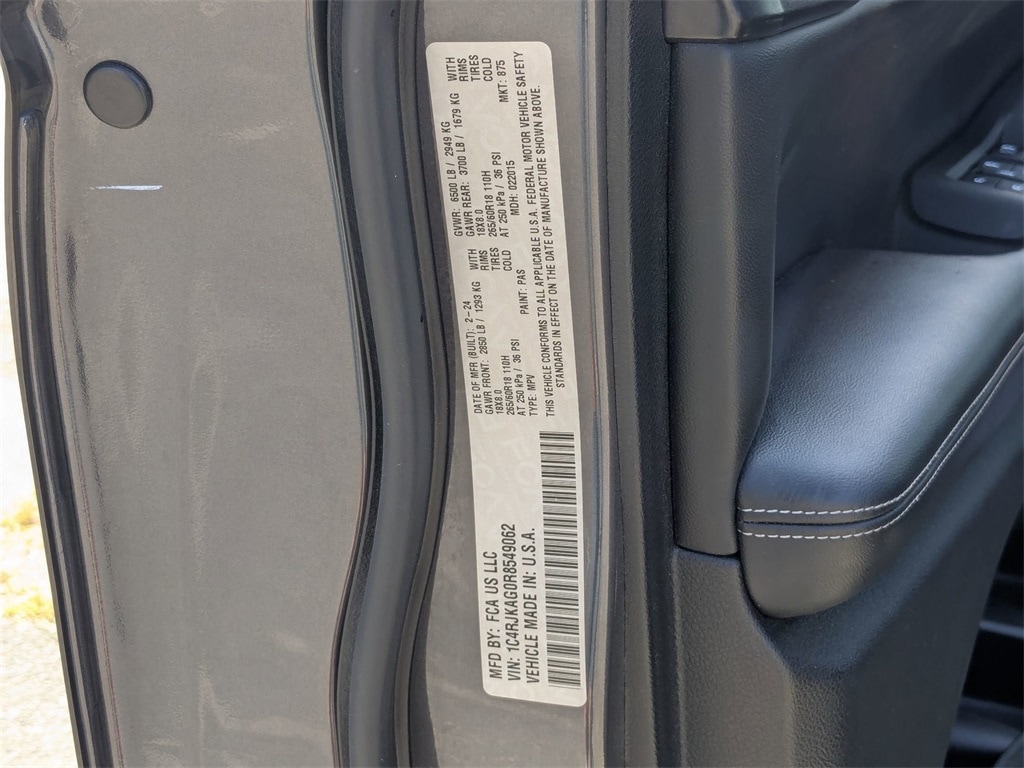 MFD BY: FCA US LLC
DATE OF MFR (BUILT): 2-24 GVWR: 6500 LB / 2949 KG
GAWR FRONT: 2850 LB / 1293 KG WITH GAWR REAR: 3700 LB / 1679 KG WITH
18X8.0 RIMS 18X8.0 RIMS
265/60R18 110H TIRES 265/60R18 110H TIRES
AT 250 kPa / 36 PSI COLD AT 250 kPa / 36 PSI COLD
VIN: 1C4RJKAG0R8549062
TYPE: MPV PAINT: PAS MDH: 022015 MKT: 875
VEHICLE MADE IN: U.S.A.
THIS VEHICLE CONFORMS TO ALL APPLICABLE U.S.A. FEDERAL MOTOR VEHICLE SAFETY
STANDARDS IN EFFECT ON THE DATE OF MANUFACTURE SHOWN ABOVE.